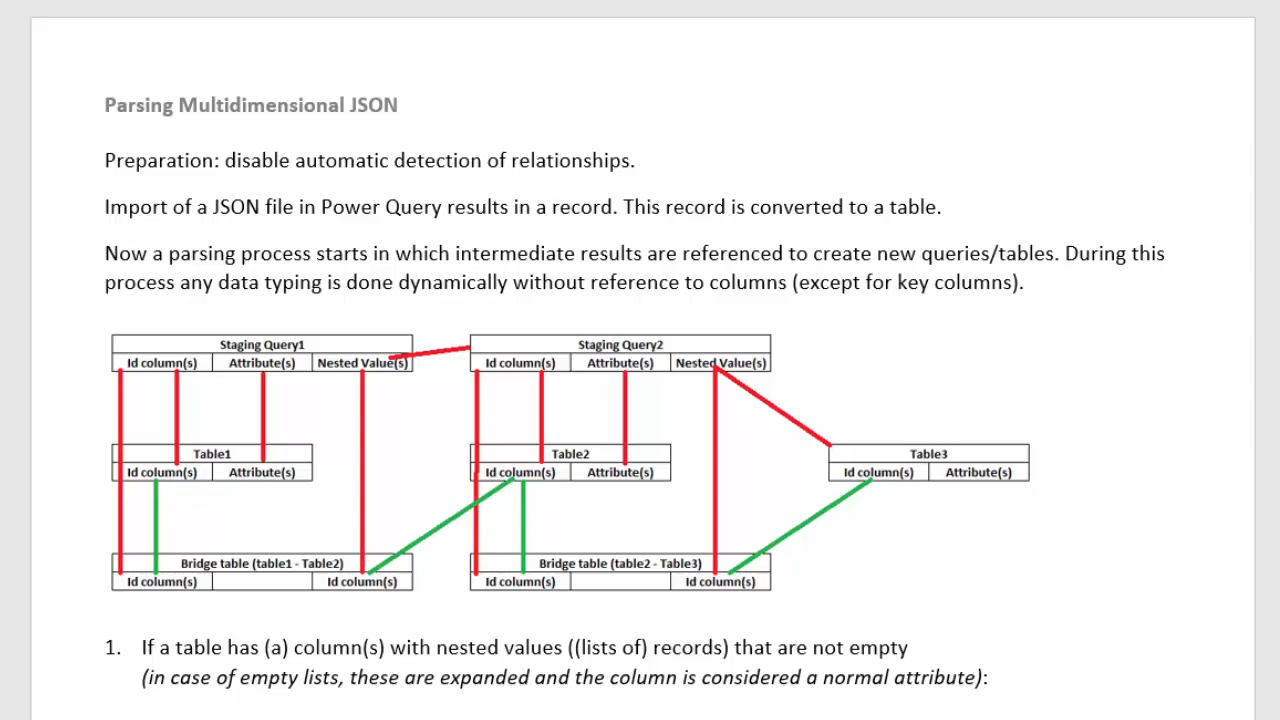 Parsing Multidimensional JSON
Preparation: disable automatic detection of relationships.
Import of a JSON file in Power Query results in a record. This record is converted to a table.
Now a parsing process starts in which intermediate results are referenced to create new queries/tables. During this
process any data typing is done dynamically without reference to columns (except for key columns).
Staging Query1
Id column(s) Attribute(s) Nested Value(s)
Staging Query2
Id column(s) Attribute(s) Nested Value(s)
Table1
Id column(s) Attribute(s)
Table2
Id column(s) Attribute(s)
Table3
Id column(s) Attribute(s)
Bridge table (table1 - Table2)
Id column(s) Id column(s)
Bridge table (table2 - Table3)
Id column(s) Id column(s)
1. If a table has (a) column(s) with nested values ((lists of) records) that are not empty
(in case of empty lists, these are expanded and the column is considered a normal attribute):